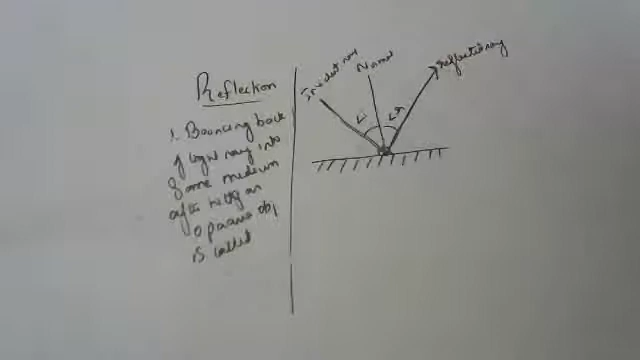 Reflection
1. Bouncing back
of light ray into
Same medium
after hitting an
opaque obj
is called
Incident ray
Normal
reflected ray
∠i
∠r